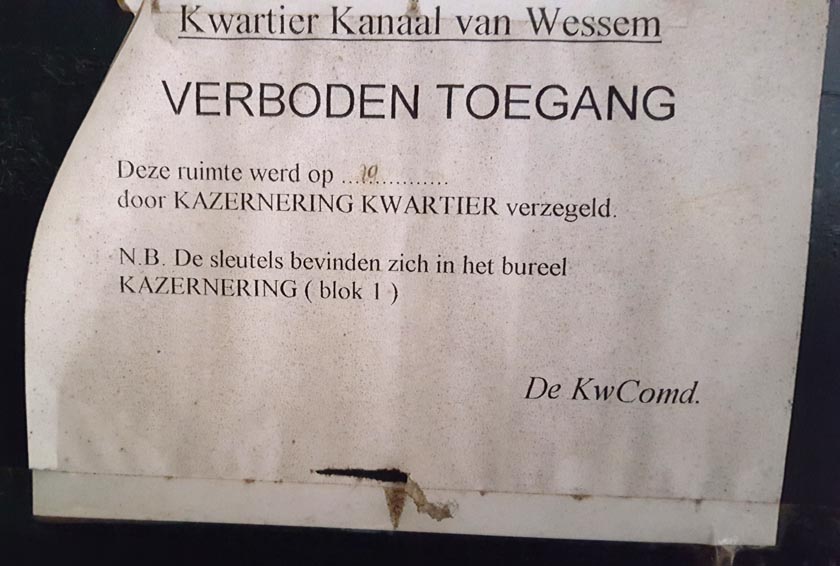 Kwartier Kanaal van Wessem
VERBODEN TOEGANG
Deze ruimte werd op ...10............
door KAZERNERING KWARTIER verzegeld.
N.B. De sleutels bevinden zich in het bureel
KAZERNERING ( blok 1 )
De KwComd.